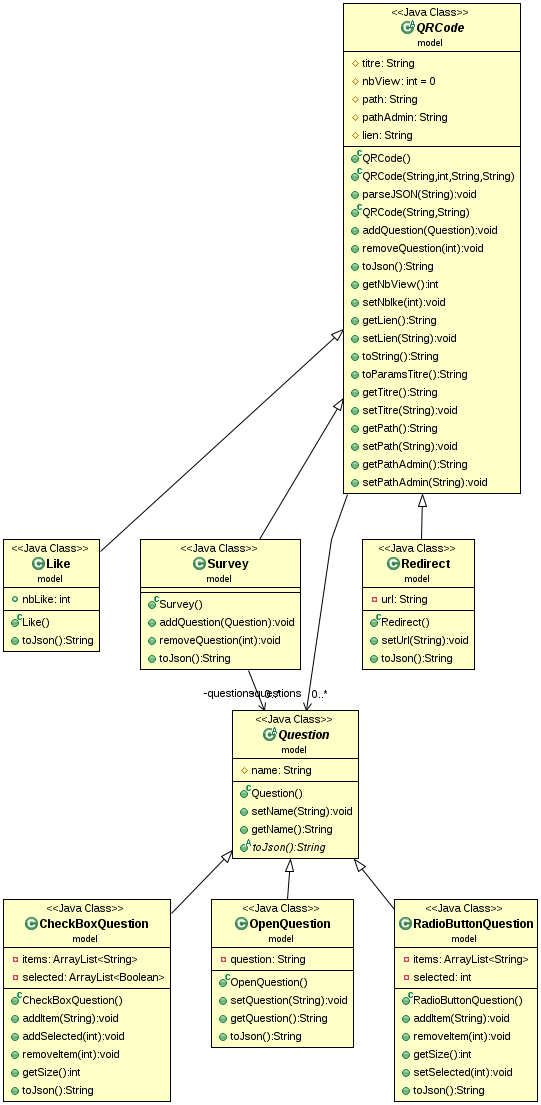 <<Java Class>>
QRCode
model
titre: String
nbView: int = 0
path: String
pathAdmin: String
lien: String
QRCode()
QRCode(String,int,String,String)
parseJSON(String):void
QRCode(String,String)
addQuestion(Question):void
removeQuestion(int):void
toJson():String
getNbView():int
setNblke(int):void
getLien():String
setLien(String):void
toString():String
toParamsTitre():String
getTitre():String
setTitre(String):void
getPath():String
setPath(String):void
getPathAdmin():String
setPathAdmin(String):void
<<Java Class>>
Like
model
nbLike: int
Like()
toJson():String
<<Java Class>>
Survey
model
Survey()
addQuestion(Question):void
removeQuestion(int):void
toJson():String
<<Java Class>>
Redirect
model
url: String
Redirect()
setUrl(String):void
toJson():String
-questions
questions
0..*
0..*
<<Java Class>>
Question
model
name: String
Question()
setName(String):void
getName():String
toJson():String
<<Java Class>>
CheckBoxQuestion
model
items: ArrayList<String>
selected: ArrayList<Boolean>
CheckBoxQuestion()
addItem(String):void
addSelected(int):void
removeItem(int):void
getSize():int
toJson():String
<<Java Class>>
OpenQuestion
model
question: String
OpenQuestion()
setQuestion(String):void
getQuestion():String
toJson():String
<<Java Class>>
RadioButtonQuestion
model
items: ArrayList<String>
selected: int
RadioButtonQuestion()
addItem(String):void
removeItem(int):void
getSize():int
setSelected(int):void
toJson():String